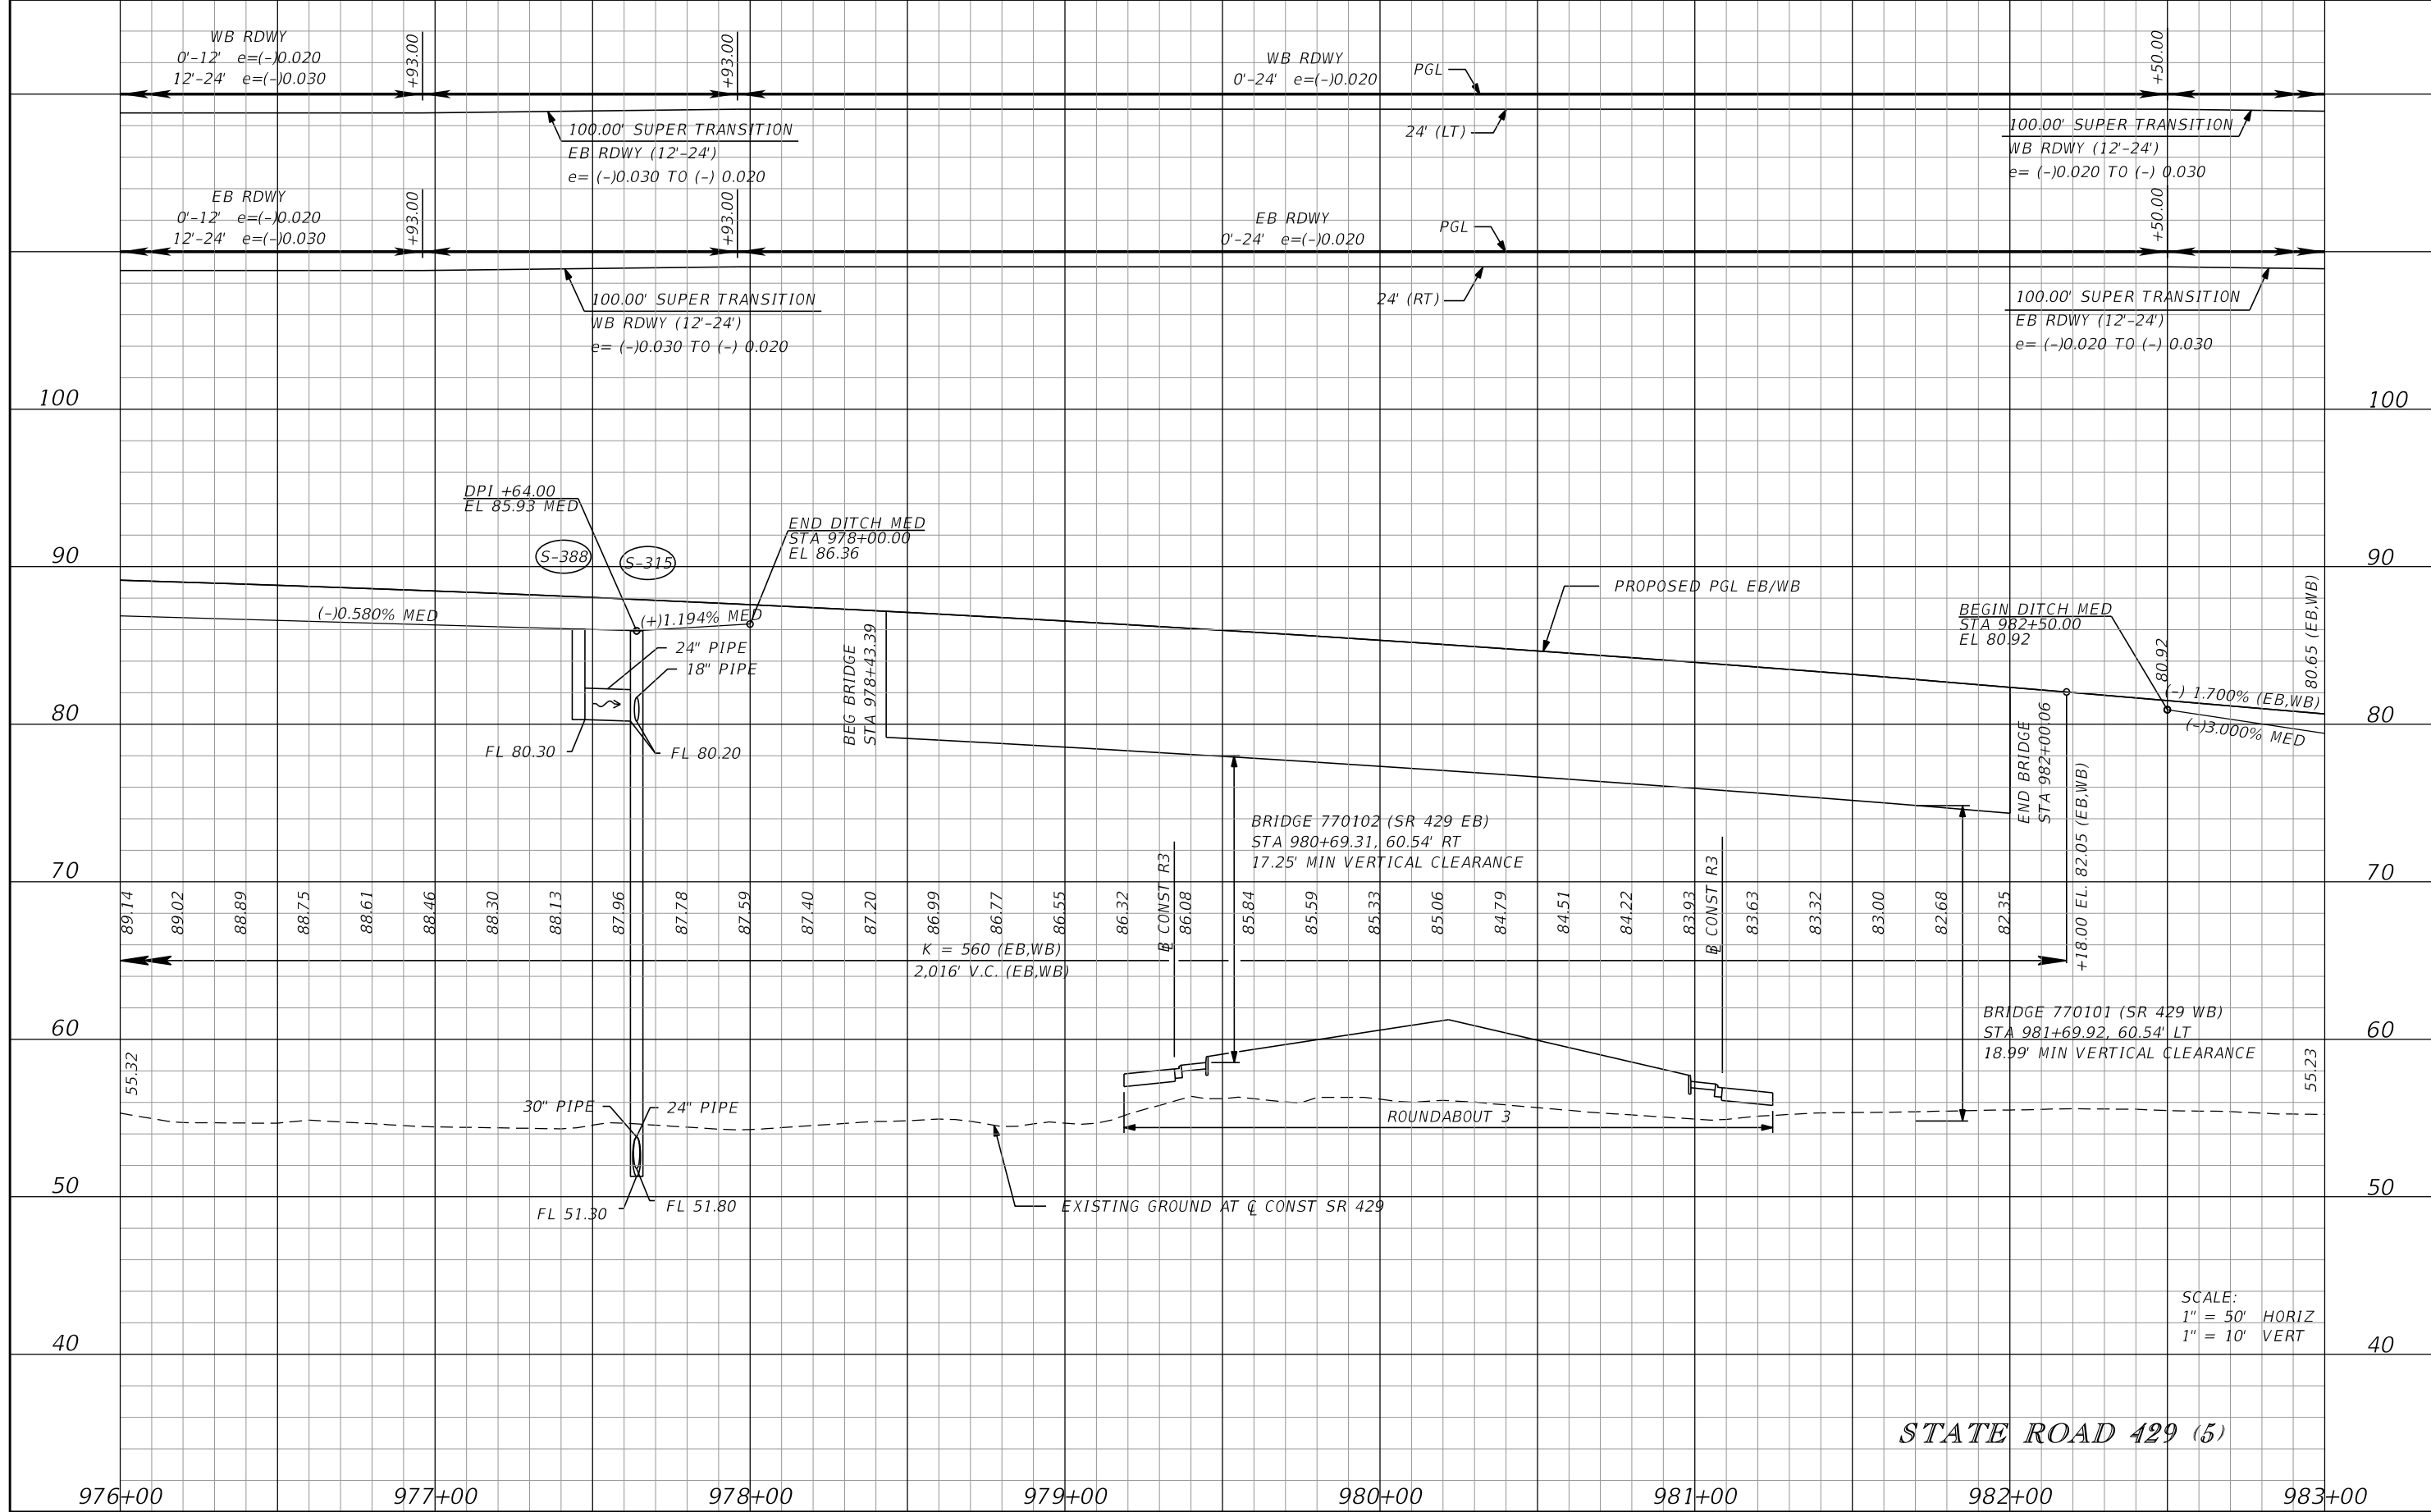 WB RDWY
0'-12' e=(-)0.020
12'-24' e=(-)0.030
+93.00
+93.00
WB RDWY
0'-24' e=(-)0.020
PGL
+50.00
24' (LT)
100.00' SUPER TRANSITION
EB RDWY (12'-24')
e= (-)0.030 TO (-) 0.020
100.00' SUPER TRANSITION
WB RDWY (12'-24')
e= (-)0.020 TO (-) 0.030
EB RDWY
0'-12' e=(-)0.020
12'-24' e=(-)0.030
+93.00
+93.00
EB RDWY
0'-24' e=(-)0.020
PGL
+50.00
24' (RT)
100.00' SUPER TRANSITION
WB RDWY (12'-24')
e= (-)0.030 TO (-) 0.020
100.00' SUPER TRANSITION
EB RDWY (12'-24')
e= (-)0.020 TO (-) 0.030
100
100
DPI +64.00
EL 85.93 MED
END DITCH MED
STA 978+00.00
EL 86.36
S-388
S-315
90
90
PROPOSED PGL EB/WB
(-)0.580% MED
(+)1.194% MED
24" PIPE
18" PIPE
FL 80.30
FL 80.20
BEG BRIDGE
STA 978+43.39
BEGIN DITCH MED
STA 982+50.00
EL 80.92
80.92
80.65 (EB,WB)
(-) 1.700% (EB,WB)
(-)3.000% MED
80
80
END BRIDGE
STA 982+00.06
+18.00 EL. 82.05 (EB,WB)
BRIDGE 770102 (SR 429 EB)
STA 980+69.31, 60.54' RT
17.25' MIN VERTICAL CLEARANCE
70
70
89.14
89.02
88.89
88.75
88.61
88.46
88.30
88.13
87.96
87.78
87.59
87.40
87.20
86.99
86.77
86.55
86.32
℄ CONST R3
86.08
85.84
85.59
85.33
85.06
84.79
84.51
84.22
83.93
℄ CONST R3
83.63
83.32
83.00
82.68
82.35
K = 560 (EB,WB)
2,016' V.C. (EB,WB)
BRIDGE 770101 (SR 429 WB)
STA 981+69.92, 60.54' LT
18.99' MIN VERTICAL CLEARANCE
60
60
55.32
55.23
30" PIPE
24" PIPE
ROUNDABOUT 3
50
50
FL 51.30
FL 51.80
EXISTING GROUND AT ℄ CONST SR 429
SCALE:
1" = 50' HORIZ
1" = 10' VERT
40
40
STATE ROAD 429 (5)
976+00
977+00
978+00
979+00
980+00
981+00
982+00
983+00